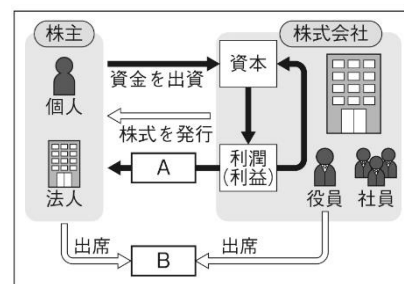 株主
株式会社
個人
資金を出資
資本
株式を発行
法人
A
利潤
(利益)
役員
社員
出席
B
出席